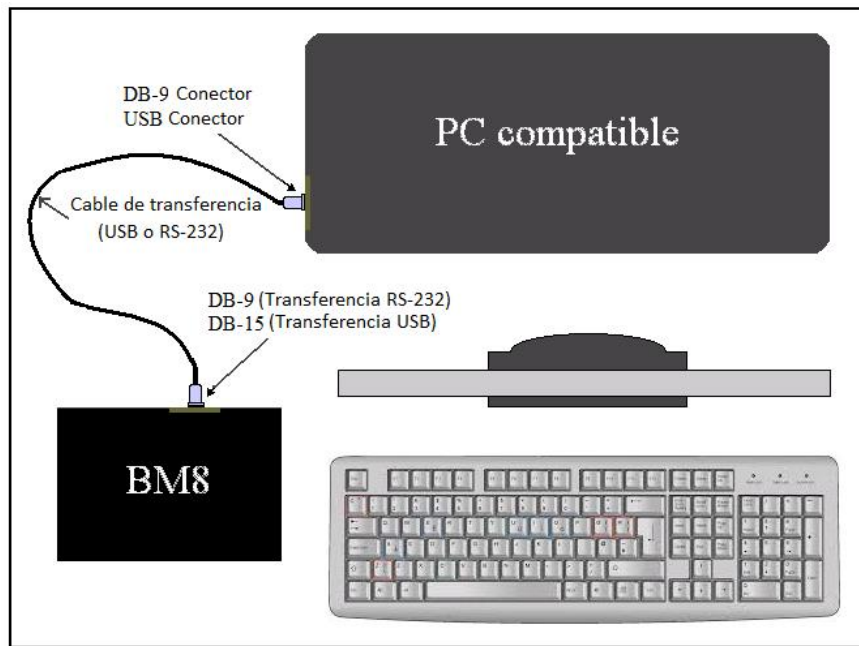 DB-9 Conector
USB Conector
PC compatible
Cable de transferencia
(USB o RS-232)
DB-9 (Transferencia RS-232)
DB-15 (Transferencia USB)
BM8